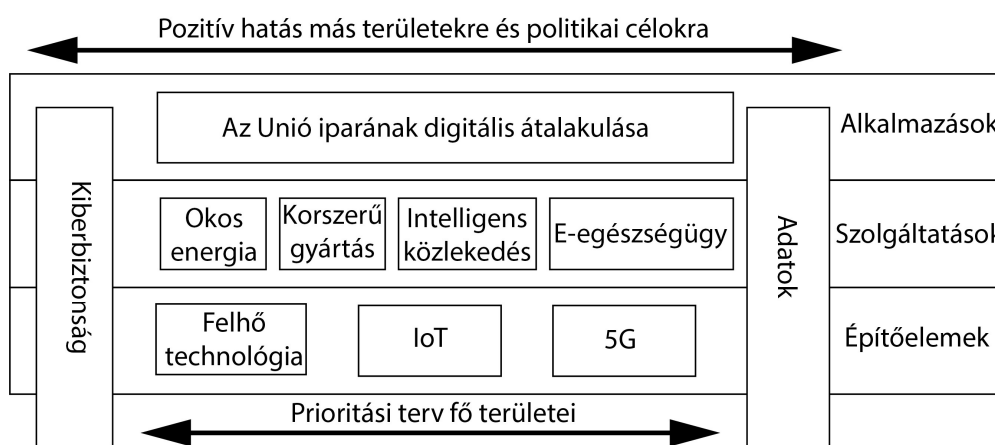 Pozitív hatás más területekre és politikai célokra
Az Unió iparának digitális átalakulása
Alkalmazások
Kiberbiztonság
Okos
energia
Korszerű
gyártás
Intelligens
közlekedés
E-egészségügy
Adatok
Szolgáltatások
Felhő
technológia
IoT
5G
Építőelemek
Prioritási terv fő területei